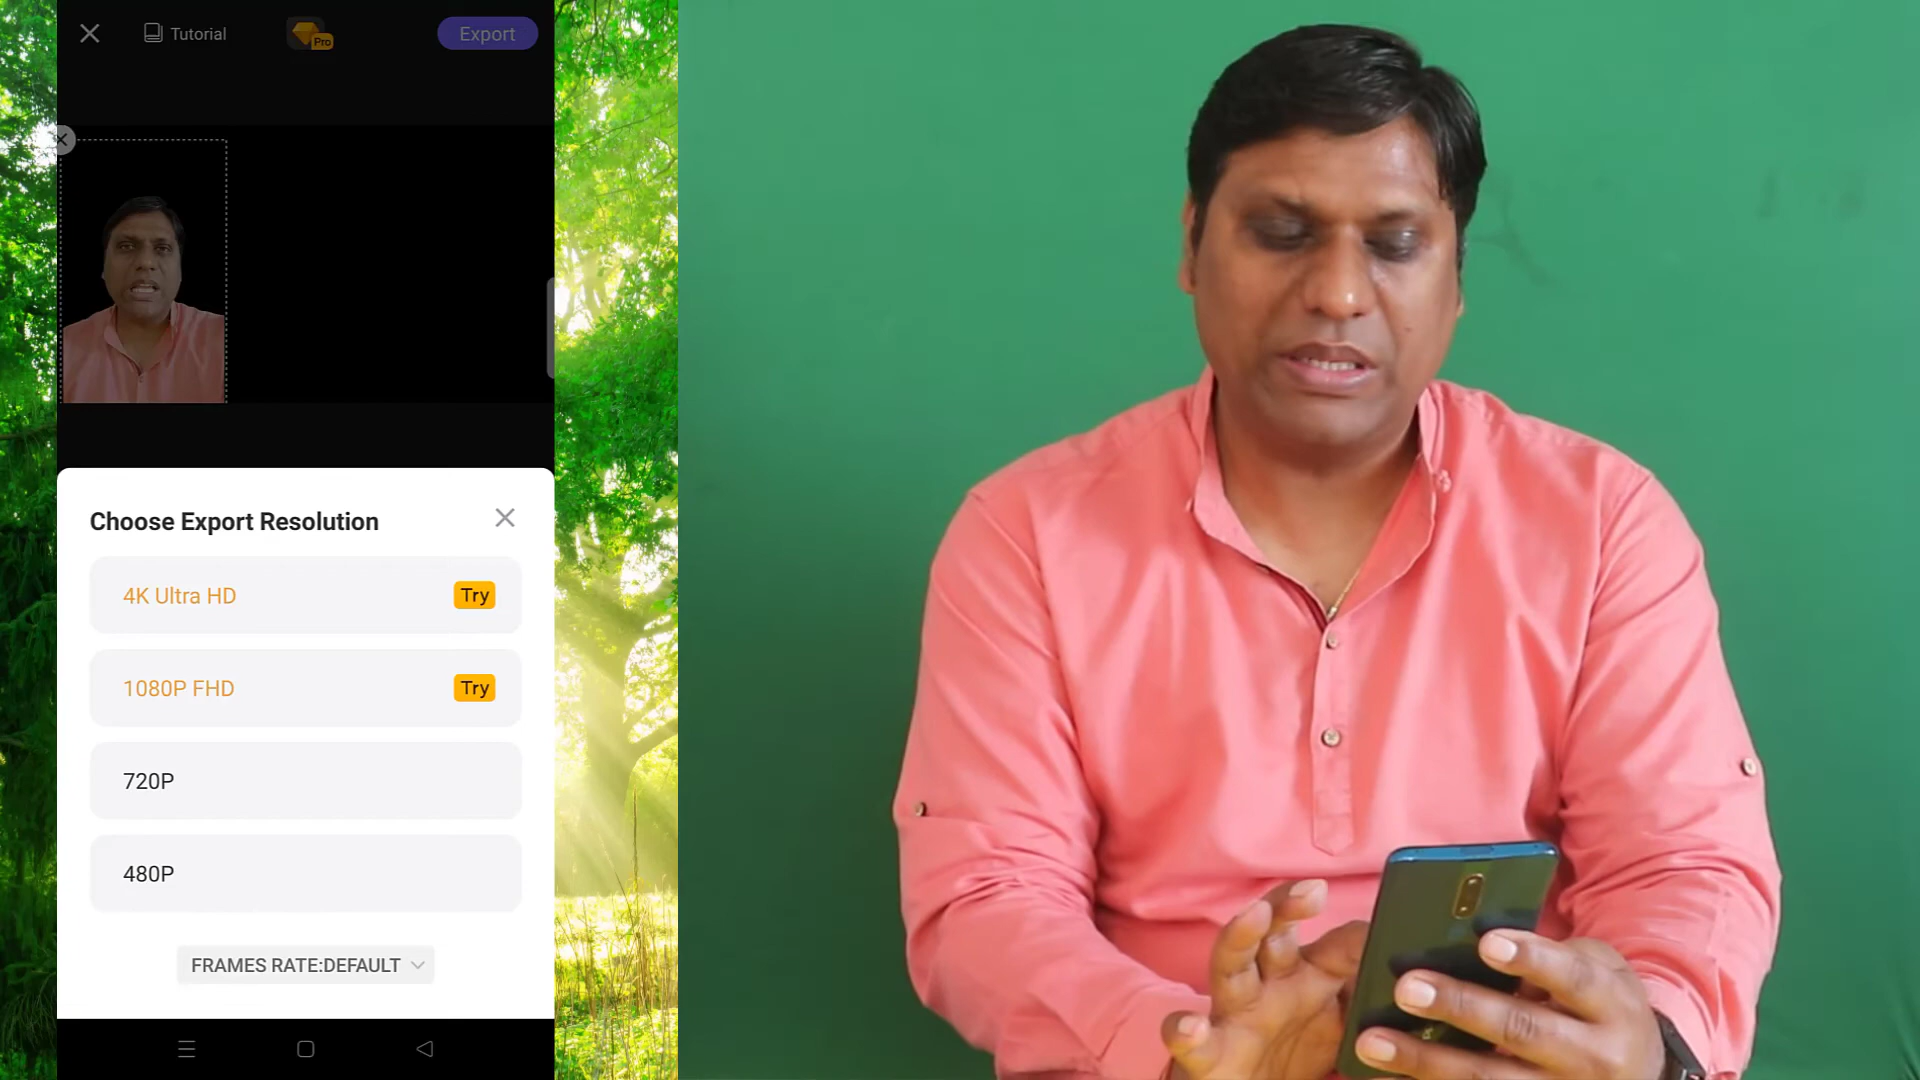 Tutorial
Pro
Export
Choose Export Resolution
4K Ultra HD
Try
1080P FHD
Try
720P
480P
FRAMES RATE:DEFAULT